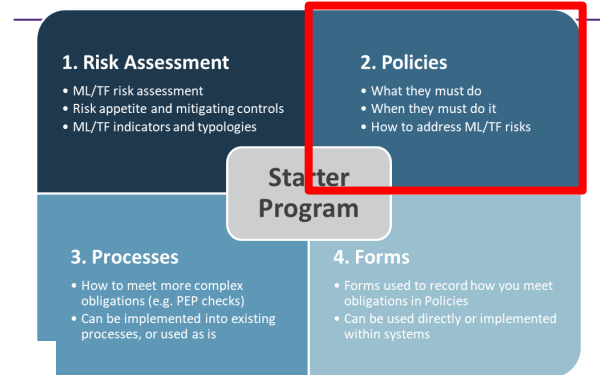 1. Risk Assessment
• ML/TF risk assessment
• Risk appetite and mitigating controls
• ML/TF indicators and typologies
2. Policies
• What they must do
• When they must do it
• How to address ML/TF risks
Starter
Program
3. Processes
• How to meet more complex
obligations (e.g. PEP checks)
• Can be implemented into existing
processes, or used as is
4. Forms
• Forms used to record how you meet
obligations in Policies
• Can be used directly or implemented
within systems